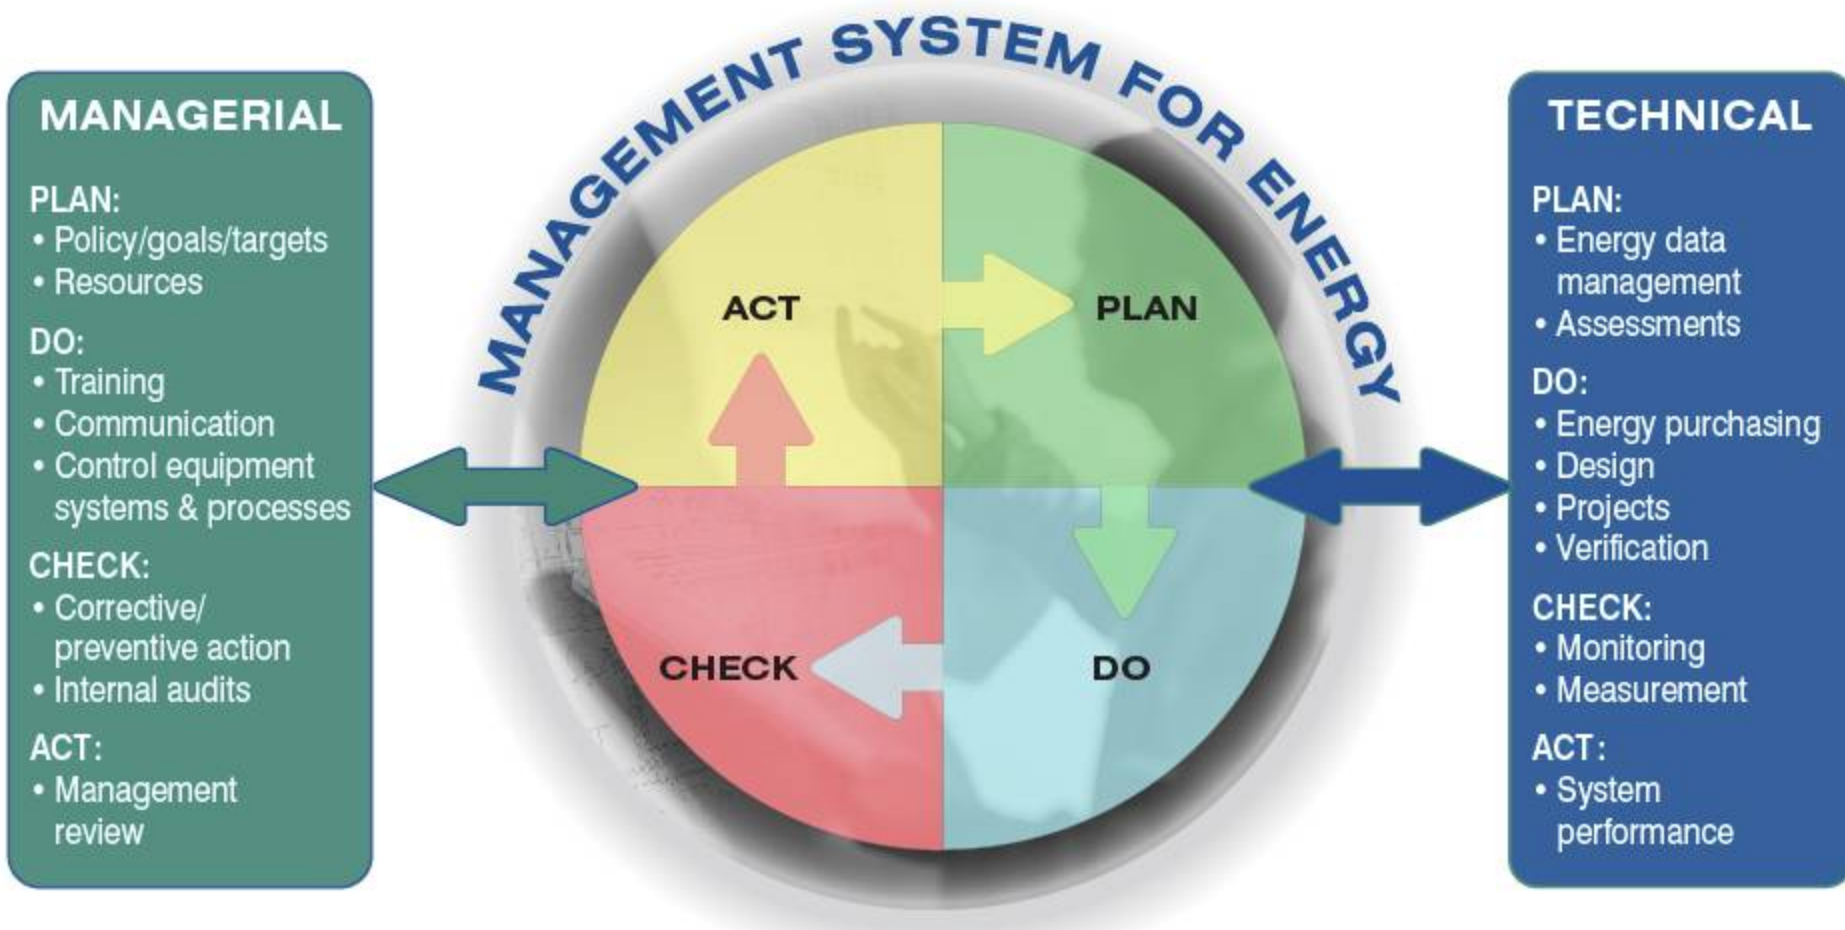 MANAGEMENT SYSTEM FOR ENERGY
MANAGERIAL
PLAN:
• Policy/goals/targets
• Resources
DO:
• Training
• Communication
• Control equipment
systems & processes
CHECK:
• Corrective/
preventive action
• Internal audits
ACT:
• Management
review
ACT
PLAN
CHECK
DO
TECHNICAL
PLAN:
• Energy data
management
• Assessments
DO:
• Energy purchasing
• Design
• Projects
• Verification
CHECK:
• Monitoring
• Measurement
ACT:
• System
performance